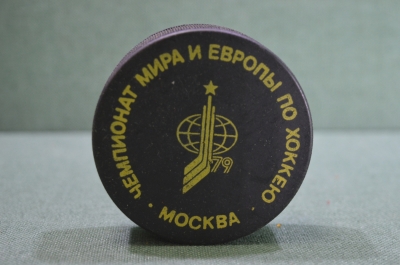 ЧЕМПИОНАТ МИРА И ЕВРОПЫ ПО ХОККЕЮ
79
· МОСКВА ·